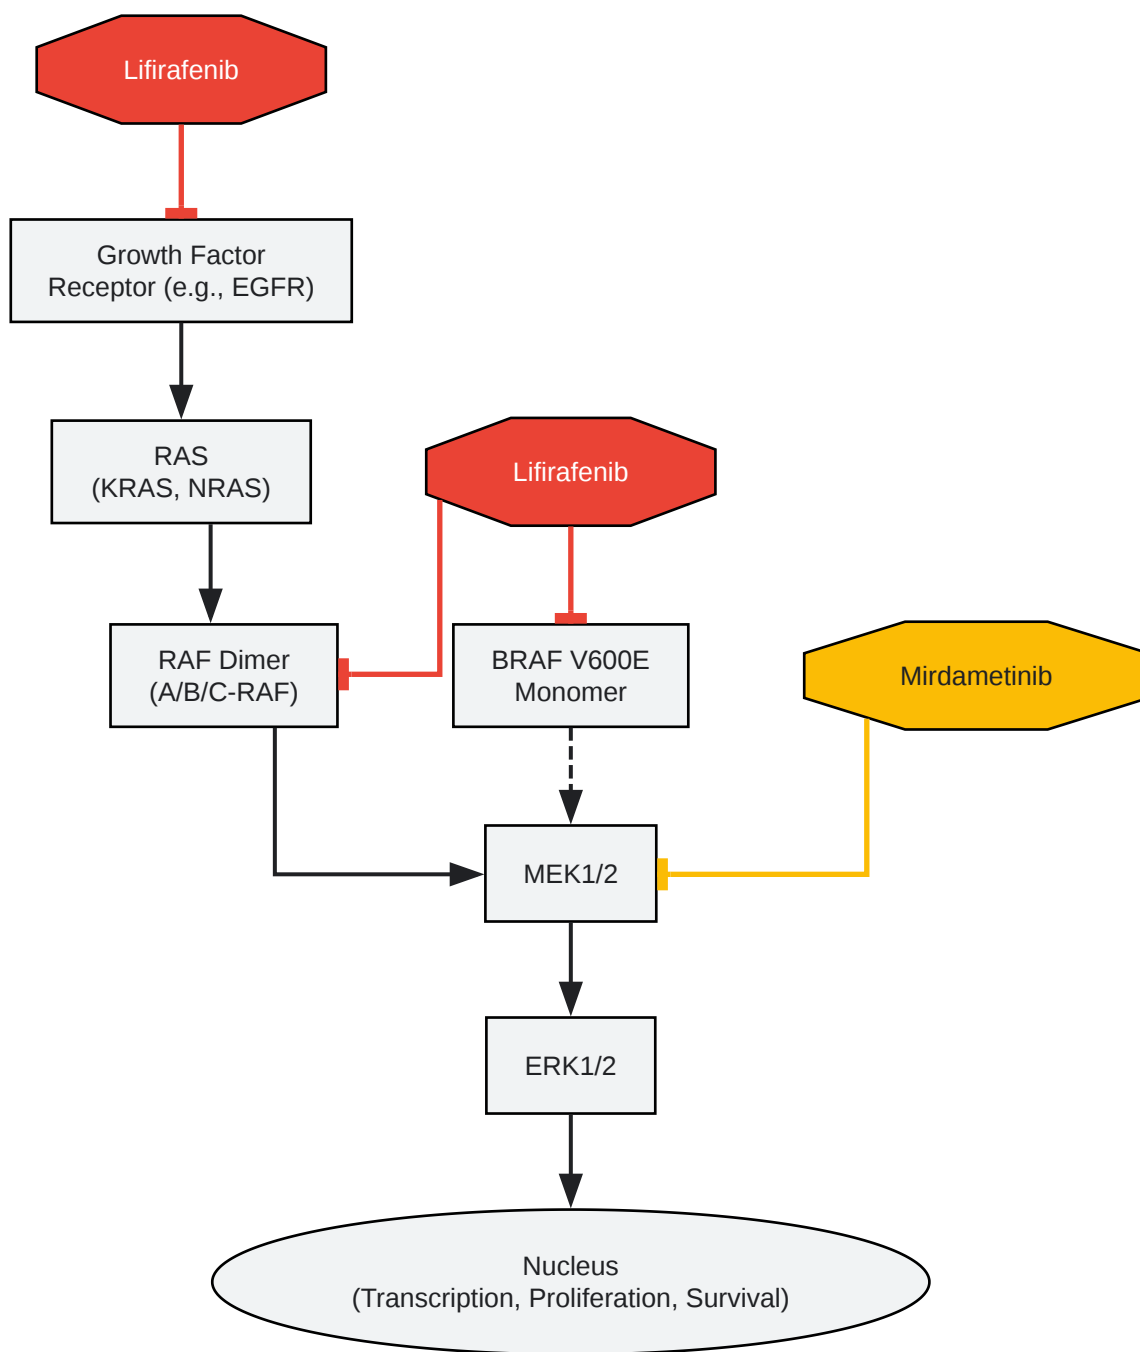 Lifirafenib
Growth Factor
Receptor (e.g., EGFR)
RAS
(KRAS, NRAS)
Lifirafenib
RAF Dimer
(A/B/C-RAF)
BRAF V600E
Monomer
Mirdametinib
MEK1/2
ERK1/2
Nucleus
(Transcription, Proliferation, Survival)